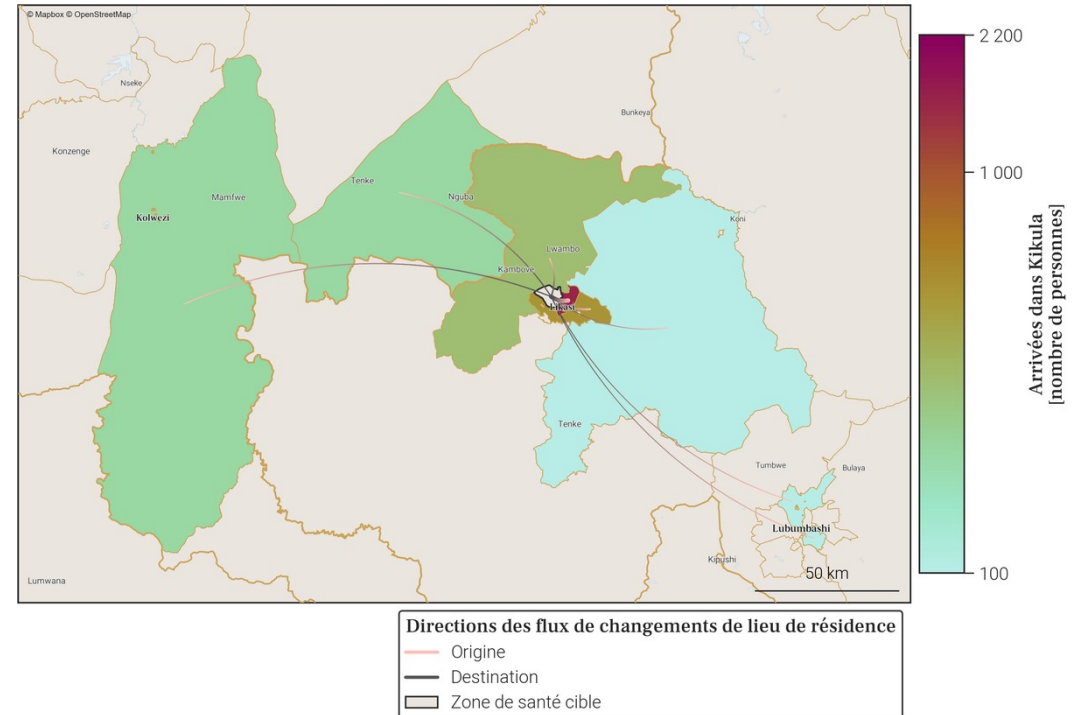 © Mapbox © OpenStreetMap
Nseke
Bunkeya
Konzenge
Tenke
Mamfwe
Nguba
Kolwezi
Koni
Lwambo
Kambove
Likasi
Tenke
Tumbwe
Bulaya
Lubumbashi
Kipushi
Lumwana
50 km
2 200
1 000
100
Arrivées dans Kikula
[nombre de personnes]
Directions des flux de changements de lieu de résidence
Origine
Destination
Zone de santé cible